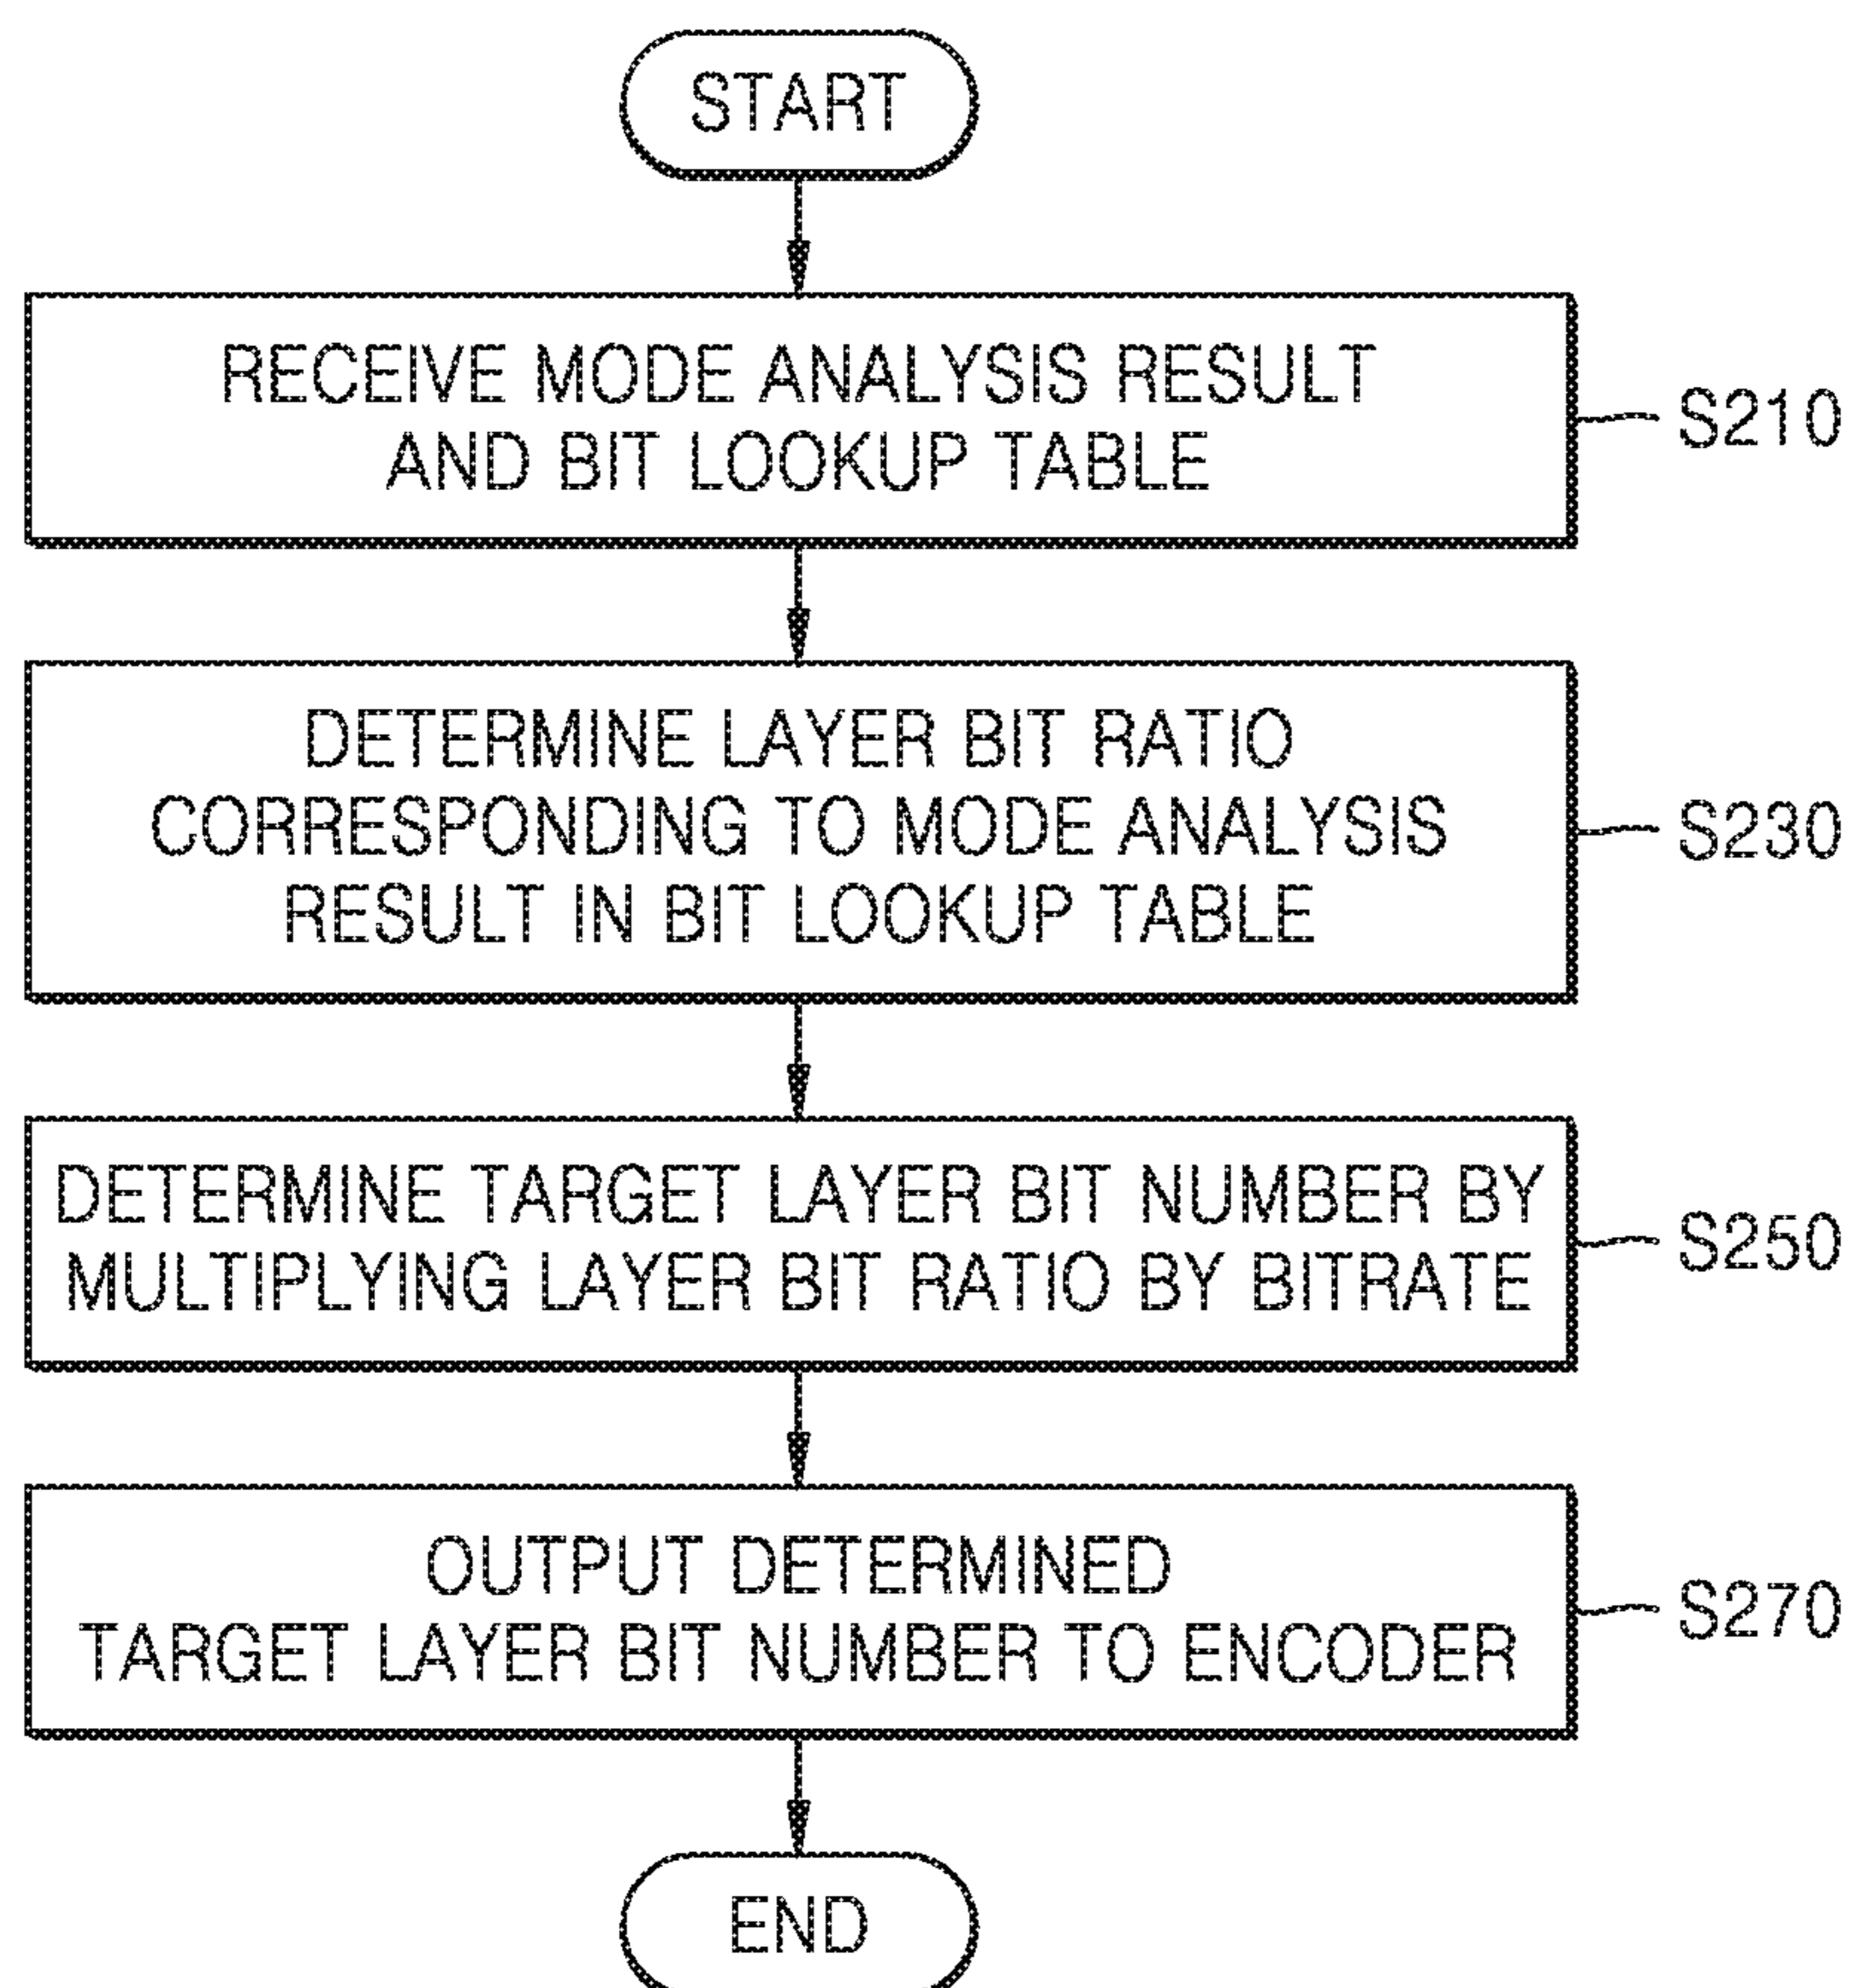 START
RECEIVE MODE ANALYSIS RESULT
AND BIT LOOKUP TABLE
S210
DETERMINE LAYER BIT RATIO
CORRESPONDING TO MODE ANALYSIS
RESULT IN BIT LOOKUP TABLE
S230
DETERMINE TARGET LAYER BIT NUMBER BY
MULTIPLYING LAYER BIT RATIO BY BITRATE
S250
OUTPUT DETERMINED
TARGET LAYER BIT NUMBER TO ENCODER
S270
END